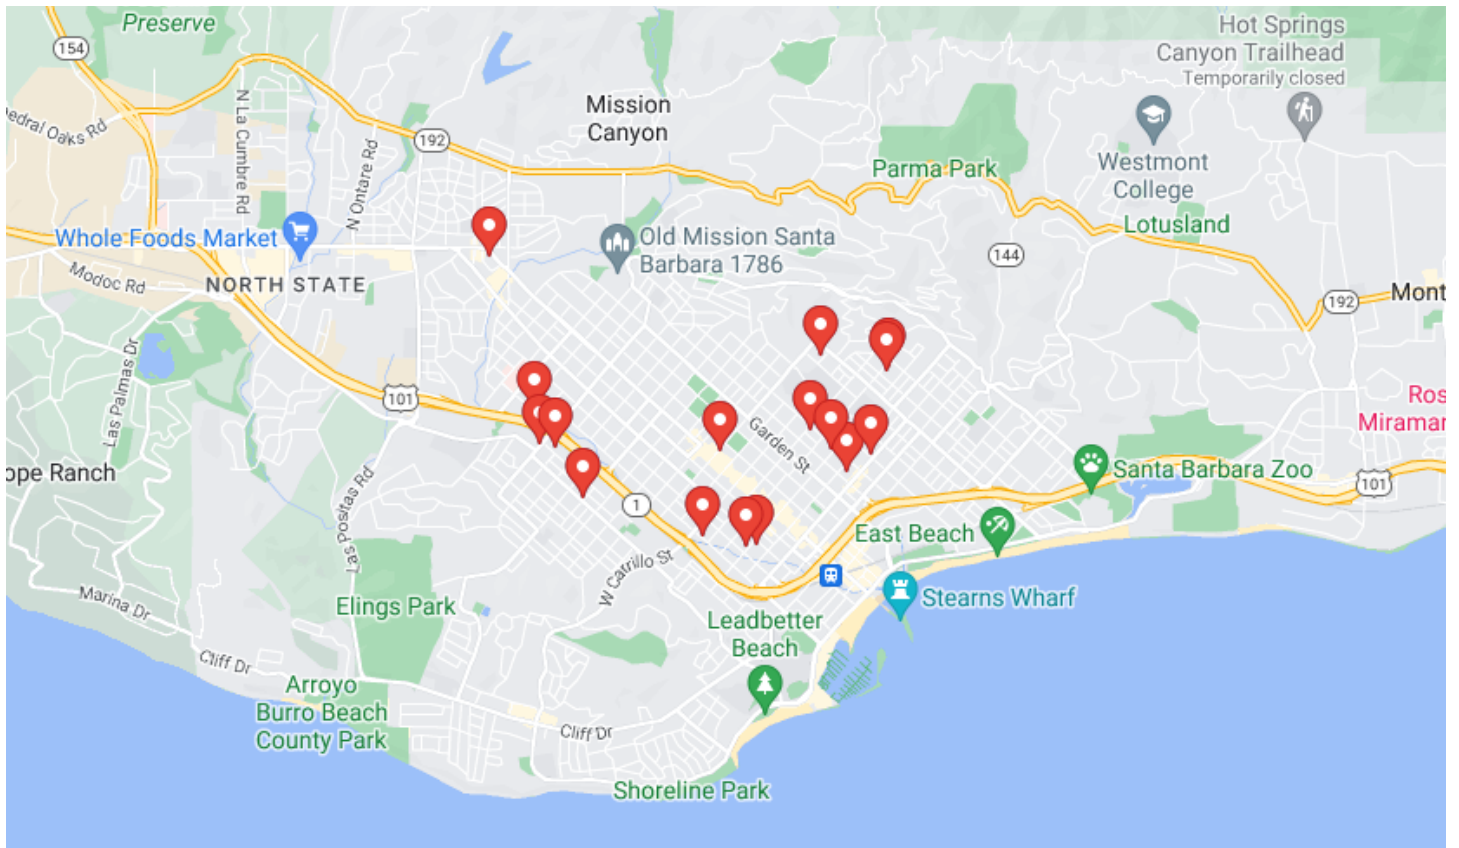 Preserve
154
Hot Springs
Canyon Trailhead
Temporarily closed
Mission
Canyon
N La Cumbre Rd
N Ontare Rd
192
Parma Park
Westmont
College
Lotusland
Whole Foods Market
Old Mission Santa
Barbara 1786
144
Modoc Rd
NORTH STATE
192
Mont
Las Palmas Dr
101
Garden St
Ros
Miramar
ope Ranch
Santa Barbara Zoo
101
Las Positas Rd
1
East Beach
W Carrillo St
Stearns Wharf
Marina Dr
Elings Park
Leadbetter
Beach
Cliff Dr
Arroyo
Burro Beach
County Park
Cliff Dr
Shoreline Park
edral Oaks Rd